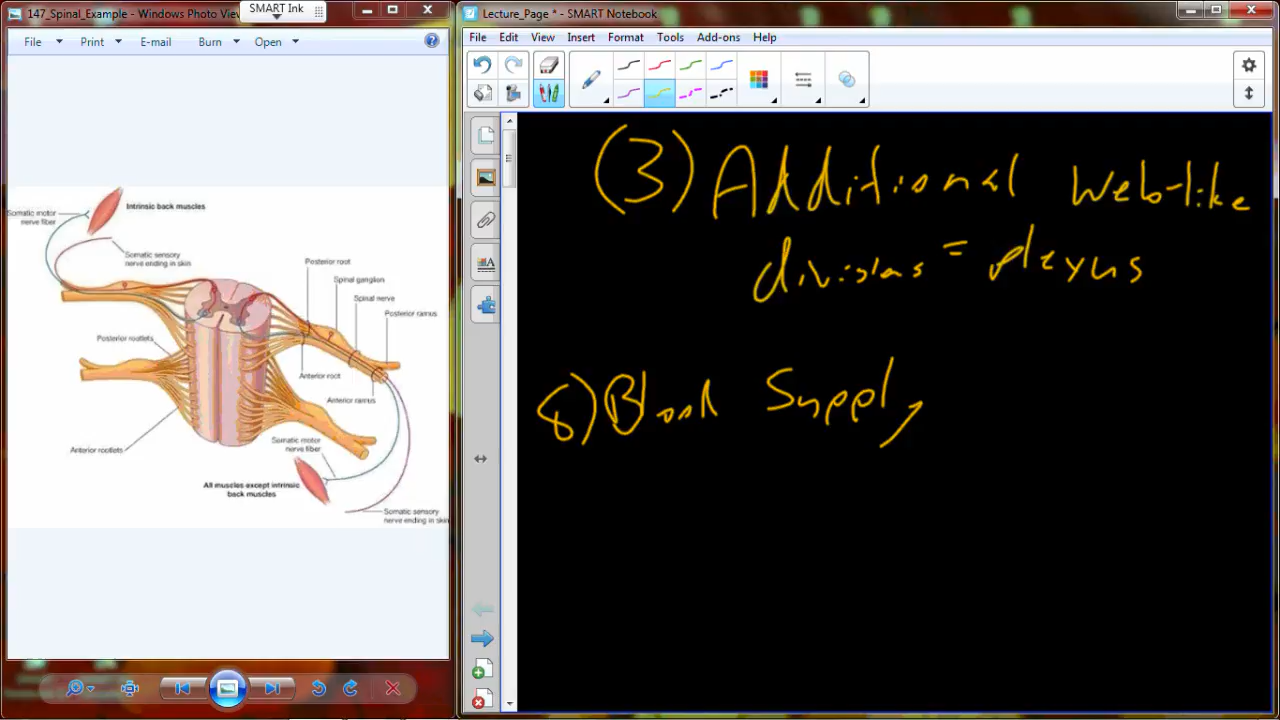 147_Spinal_Example - Windows Photo View
SMART Ink
File Print E-mail Burn Open
Intrinsic back muscles
Somatic motor
nerve fiber
Somatic sensory
nerve ending in skin
Posterior root
Spinal ganglion
Spinal nerve
Posterior ramus
Posterior rootlets
Anterior root
Anterior ramus
Anterior rootlets
Somatic motor
nerve fiber
All muscles except intrinsic
back muscles
Somatic sensory
nerve ending in skin
Lecture_Page * - SMART Notebook
File Edit View Insert Format Tools Add-ons Help
(3) Additional Web-like
divisions = plexus
8) Blood Supply